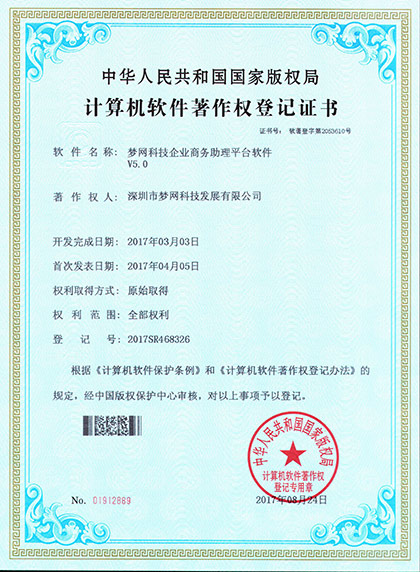 中华人民共和国国家版权局
计算机软件著作权登记证书
证书号: 软著登字第2053610号
软件名称: 梦网科技企业商务助理平台软件
V5.0
著作权人: 深圳市梦网科技发展有限公司
开发完成日期: 2017年03月03日
首次发表日期: 2017年04月05日
权利取得方式: 原始取得
权利范围: 全部权利
登记号: 2017SR468326
根据《计算机软件保护条例》和《计算机软件著作权登记办法》的
规定,经中国版权保护中心审核,对以上事项予以登记。
中华人民共和国国家版权局
计算机软件著作权
登记专用章
No. 01912869
2017年08月24日